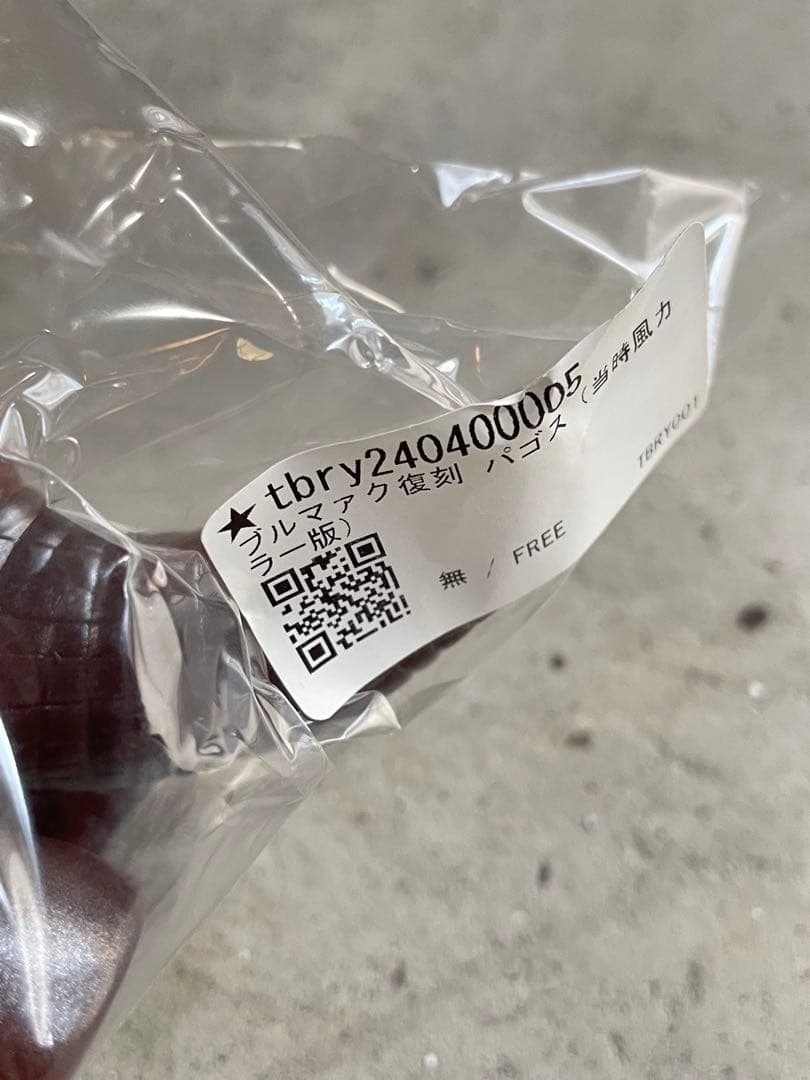 ★tbry2404000005
ブルマァク復刻 パゴス（当時風カ
ラー版）
無 / FREE
TBRY001